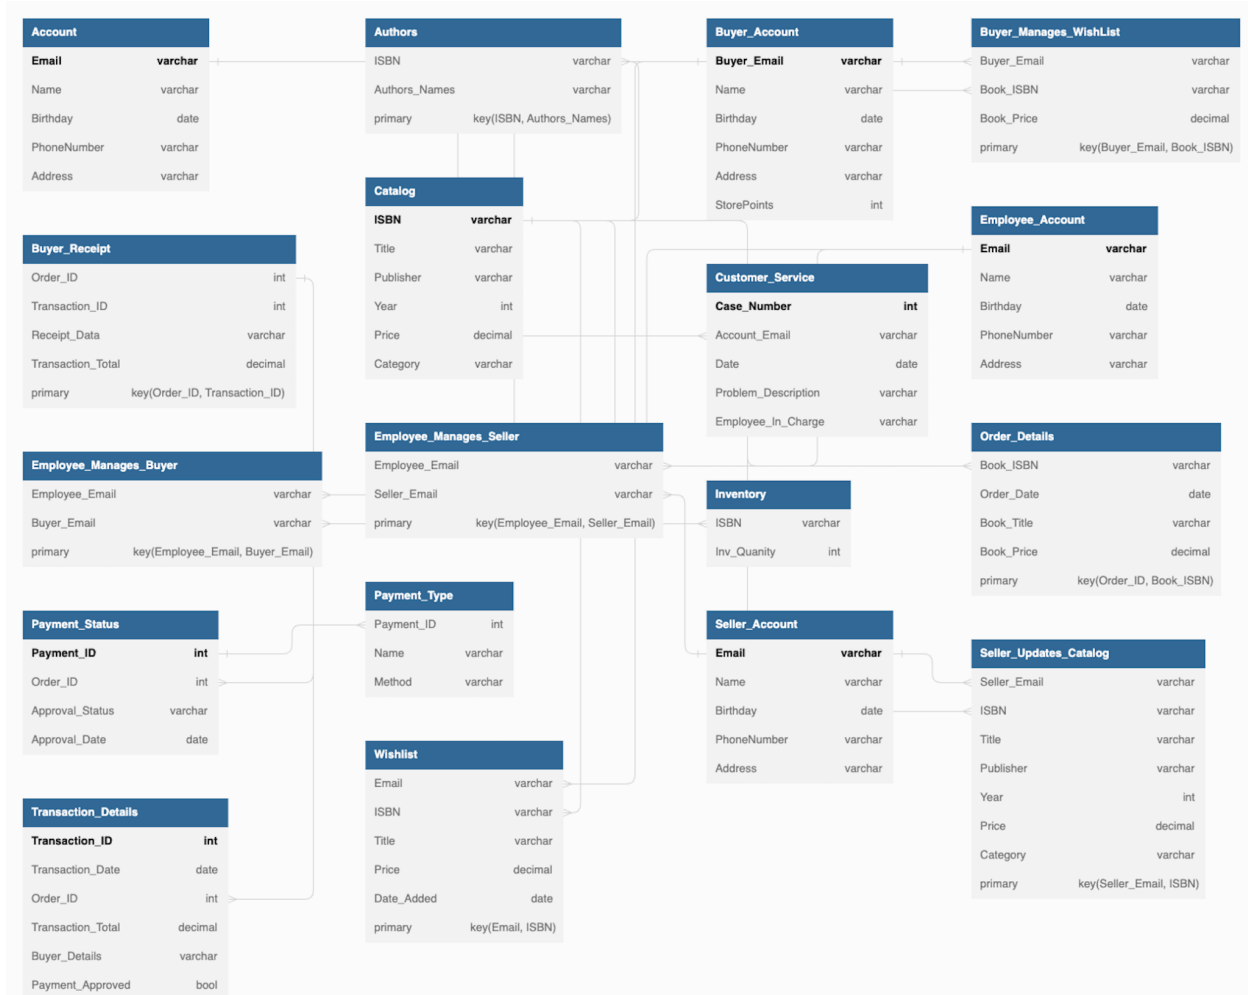 Account
Email varchar
Name varchar
Birthday date
PhoneNumber varchar
Address varchar
Buyer_Receipt
Order_ID int
Transaction_ID int
Receipt_Data varchar
Transaction_Total decimal
primary key(Order_ID, Transaction_ID)
Employee_Manages_Buyer
Employee_Email varchar
Buyer_Email varchar
primary key(Employee_Email, Buyer_Email)
Payment_Status
Payment_ID int
Order_ID int
Approval_Status varchar
Approval_Date date
Transaction_Details
Transaction_ID int
Transaction_Date date
Order_ID int
Transaction_Total decimal
Buyer_Details varchar
Payment_Approved bool
Authors
ISBN varchar
Authors_Names varchar
primary key(ISBN, Authors_Names)
Catalog
ISBN varchar
Title varchar
Publisher varchar
Year int
Price decimal
Category varchar
Employee_Manages_Seller
Employee_Email varchar
Seller_Email varchar
primary key(Employee_Email, Seller_Email)
Payment_Type
Payment_ID int
Name varchar
Method varchar
Wishlist
Email varchar
ISBN varchar
Title varchar
Price decimal
Date_Added date
primary key(Email, ISBN)
Buyer_Account
Buyer_Email varchar
Name varchar
Birthday date
PhoneNumber varchar
Address varchar
StorePoints int
Customer_Service
Case_Number int
Account_Email varchar
Date date
Problem_Description varchar
Employee_In_Charge varchar
Inventory
ISBN varchar
Inv_Quanity int
Seller_Account
Email varchar
Name varchar
Birthday date
PhoneNumber varchar
Address varchar
Buyer_Manages_WishList
Buyer_Email varchar
Book_ISBN varchar
Book_Price decimal
primary key(Buyer_Email, Book_ISBN)
Employee_Account
Email varchar
Name varchar
Birthday date
PhoneNumber varchar
Address varchar
Order_Details
Book_ISBN varchar
Order_Date date
Book_Title varchar
Book_Price decimal
primary key(Order_ID, Book_ISBN)
Seller_Updates_Catalog
Seller_Email varchar
ISBN varchar
Title varchar
Publisher varchar
Year int
Price decimal
Category varchar
primary key(Seller_Email, ISBN)